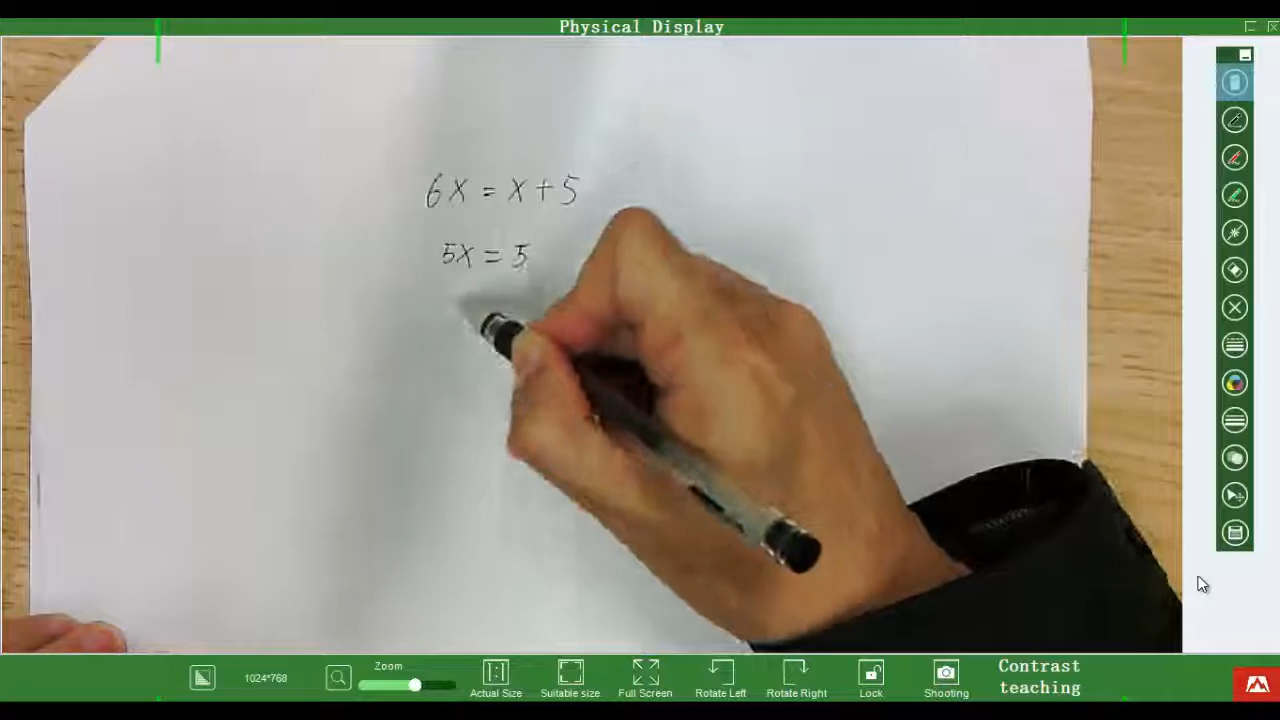 Physical Display
6X = X + 5
5X = 5
Zoom
1024*768
Actual Size
Suitable size
Full Screen
Rotate Left
Rotate Right
Lock
Shooting
Contrast
teaching